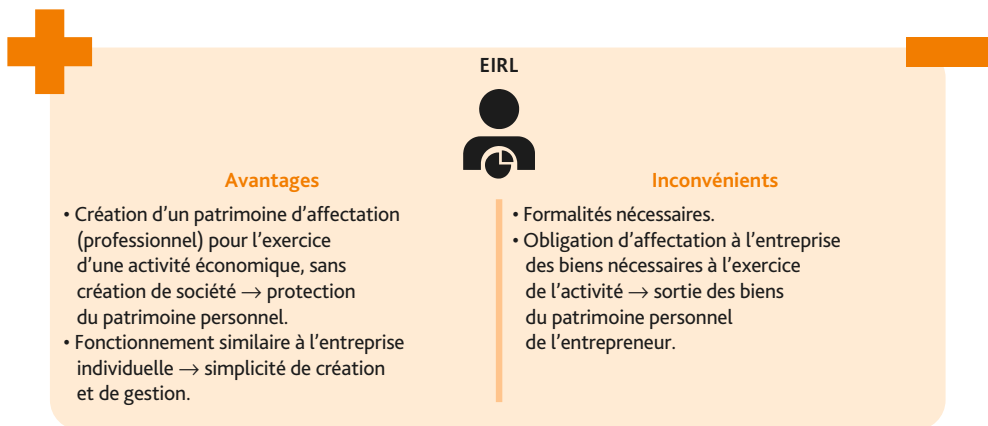 EIRL
Avantages
• Création d’un patrimoine d’affectation
(professionnel) pour l’exercice
d’une activité économique, sans
création de société → protection
du patrimoine personnel.
• Fonctionnement similaire à l’entreprise
individuelle → simplicité de création
et de gestion.
Inconvénients
• Formalités nécessaires.
• Obligation d’affectation à l’entreprise
des biens nécessaires à l’exercice
de l’activité → sortie des biens
du patrimoine personnel
de l’entrepreneur.